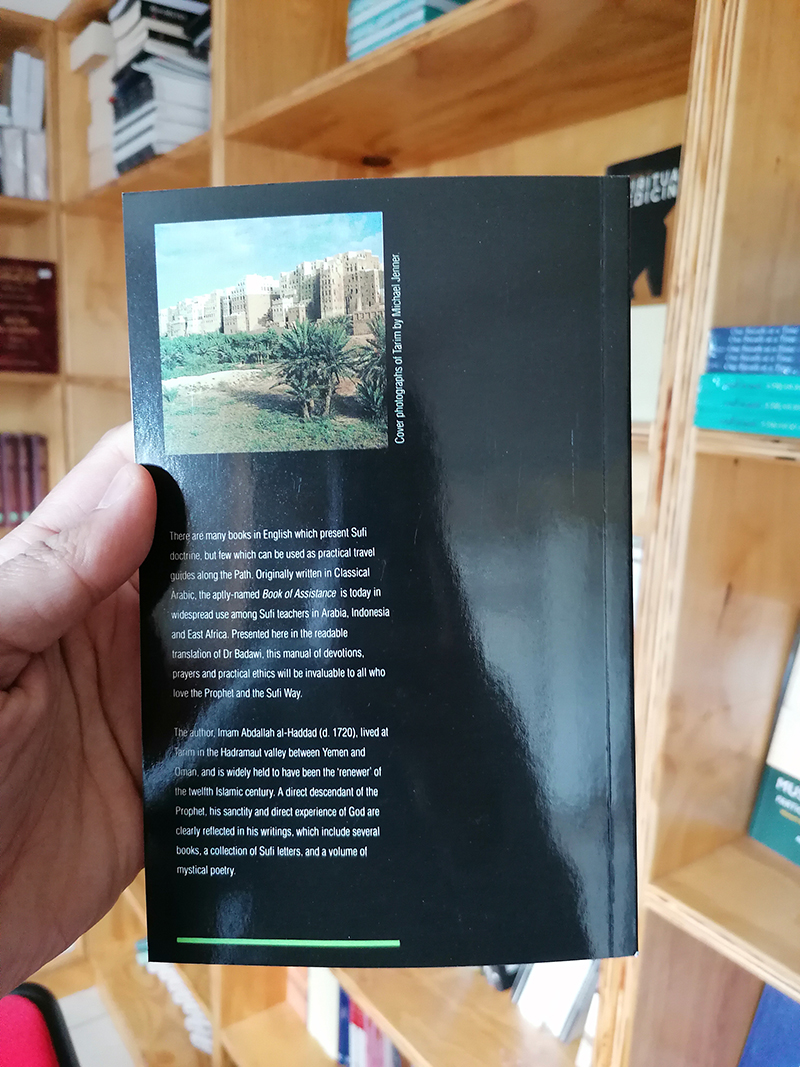 Cover photographs of Tarim by Michael Jenner.
There are many books in English which present Sufi
doctrine, but few which can be used as practical travel
guides along the Path. Originally written in Classical
Arabic, the aptly-named Book of Assistance is today in
widespread use among Sufi teachers in Arabia, Indonesia
and East Africa. Presented here in the readable
translation of Dr Badawi, this manual of devotions,
prayers and practical ethics will be invaluable to all who
love the Prophet and the Sufi Way.
The author, Imam Abdallah al-Haddad (d. 1720), lived at
Tarim in the Hadramaut valley between Yemen and
Oman, and is widely held to have been the 'renewer' of
the twelfth Islamic century. A direct descendant of the
Prophet, his sanctity and direct experience of God are
clearly reflected in his writings, which include several
books, a collection of Sufi letters, and a volume of
mystical poetry.